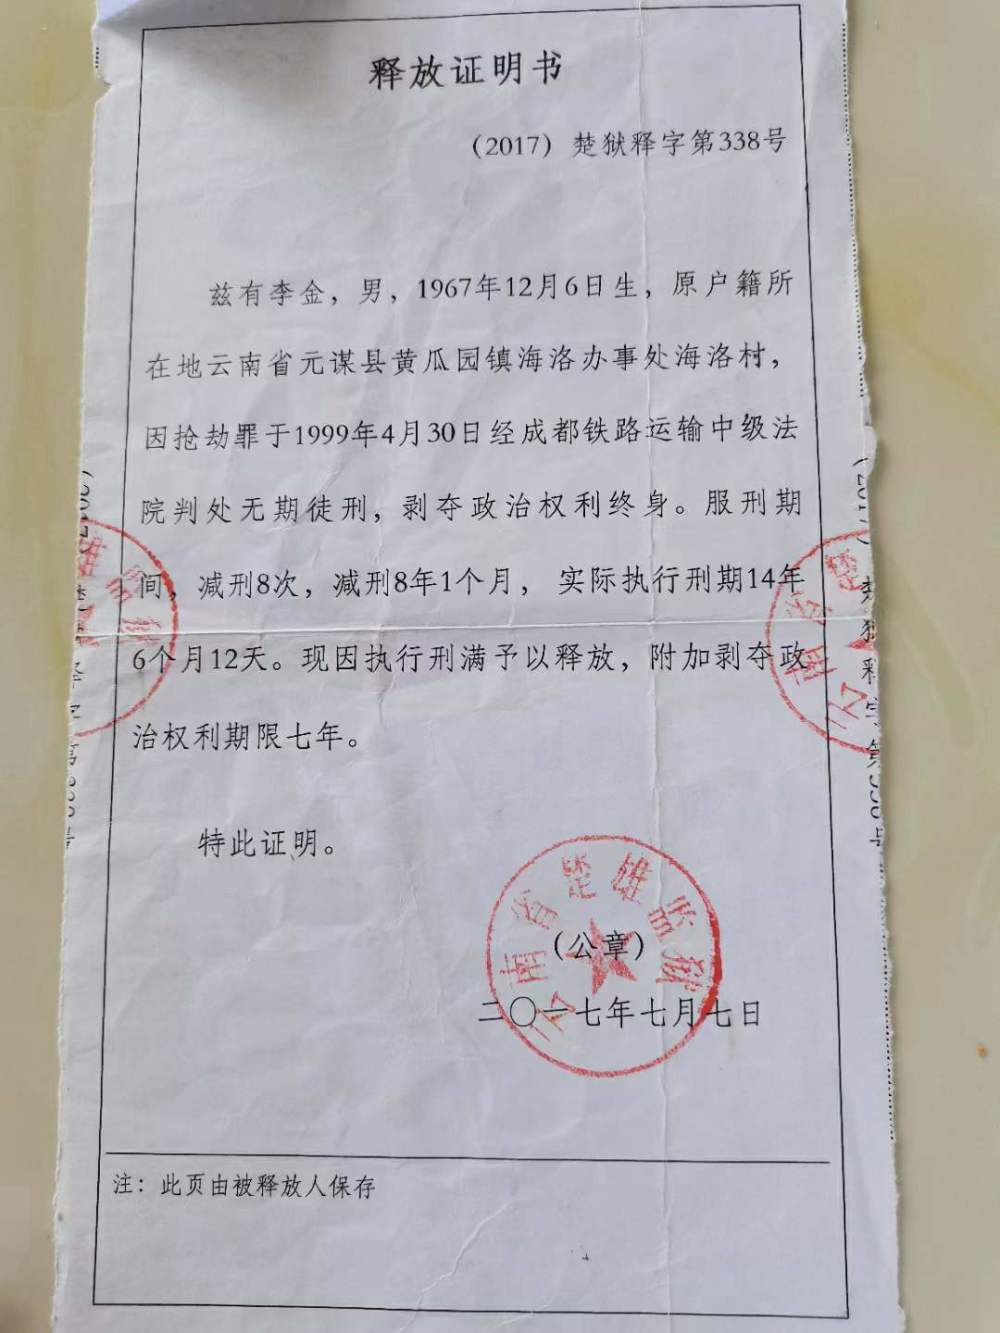 释放证明书
（2017）楚狱释字第338号
兹有李金，男，1967年12月6日生，原户籍所
在地云南省元谋县黄瓜园镇海洛办事处海洛村，
因抢劫罪于1999年4月30日经成都铁路运输中级法
院判处无期徒刑，剥夺政治权利终身。服刑期
间，减刑8次，减刑8年1个月，实际执行刑期14年
6个月12天。现因执行刑满予以释放，附加剥夺政
治权利期限七年。
特此证明。
云南省楚雄监狱
（公章）
二〇一七年七月七日
注：此页由被释放人保存